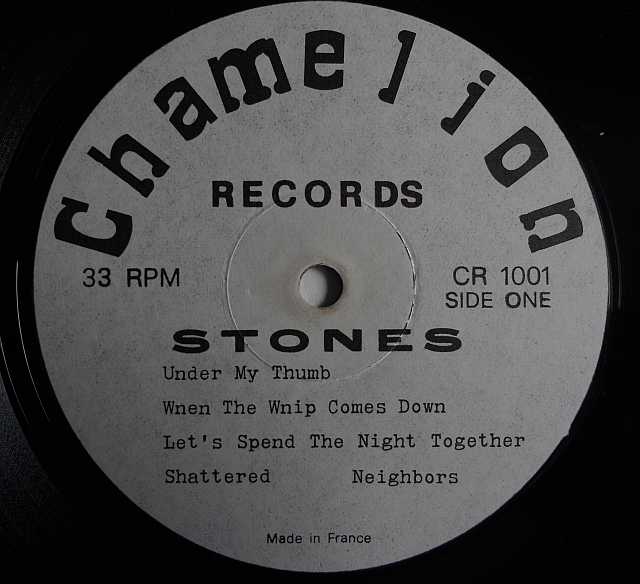 Chamelion
RECORDS
33 RPM
CR 1001
SIDE ONE
STONES
Under My Thumb
Wnen The Wnip Comes Down
Let's Spend The Night Together
Shattered Neighbors
Made in France